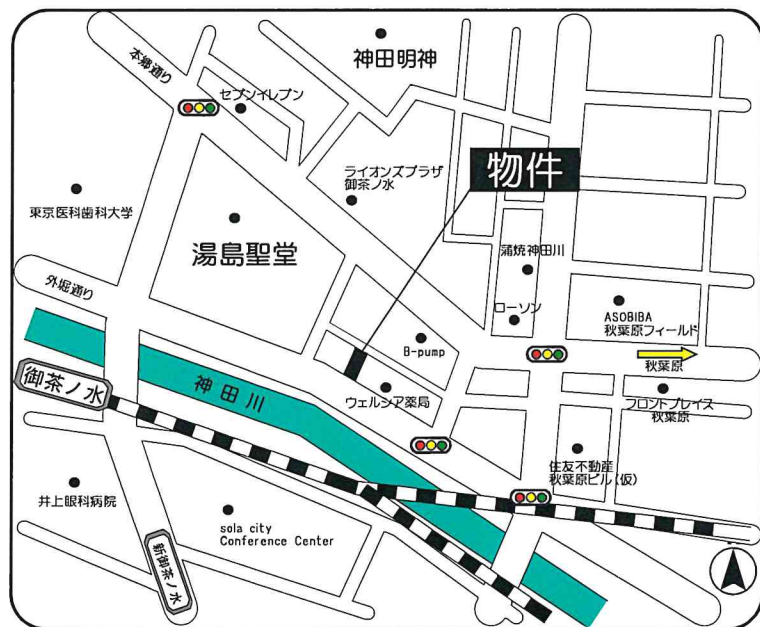 本郷通り
神田明神
セブンイレブン
ライオンズプラザ
御茶ノ水
物件
東京医科歯科大学
湯島聖堂
蒲焼神田川
外堀通り
ローソン
ASOBIBA
秋葉原フィールド
B-pump
秋葉原
御茶ノ水
神田川
ウェルシア薬局
フロントプレイス
秋葉原
住友不動産
秋葉原ビル(仮)
井上眼科病院
sola city
Conference Center
新御茶ノ水